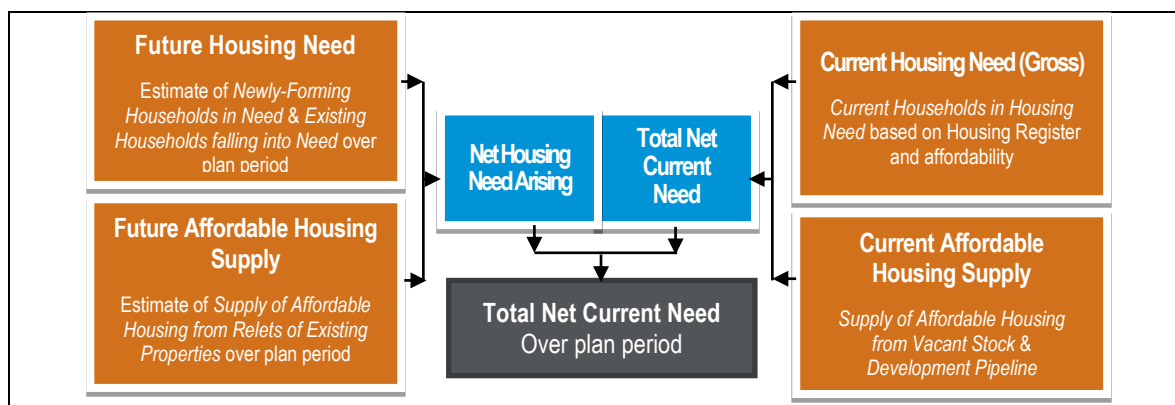 Future Housing Need
Estimate of Newly-Forming
Households in Need & Existing
Households falling into Need over
plan period
Future Affordable Housing
Supply
Estimate of Supply of Affordable
Housing from Relets of Existing
Properties over plan period
Net Housing
Need Arising
Total Net
Current
Need
Total Net Current Need
Over plan period
Current Housing Need (Gross)
Current Households in Housing
Need based on Housing Register
and affordability
Current Affordable
Housing Supply
Supply of Affordable Housing
from Vacant Stock &
Development Pipeline